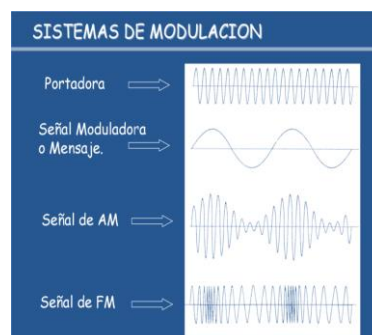 SISTEMAS DE MODULACION
Portadora
Señal Moduladora
o Mensaje.
Señal de AM
Señal de FM